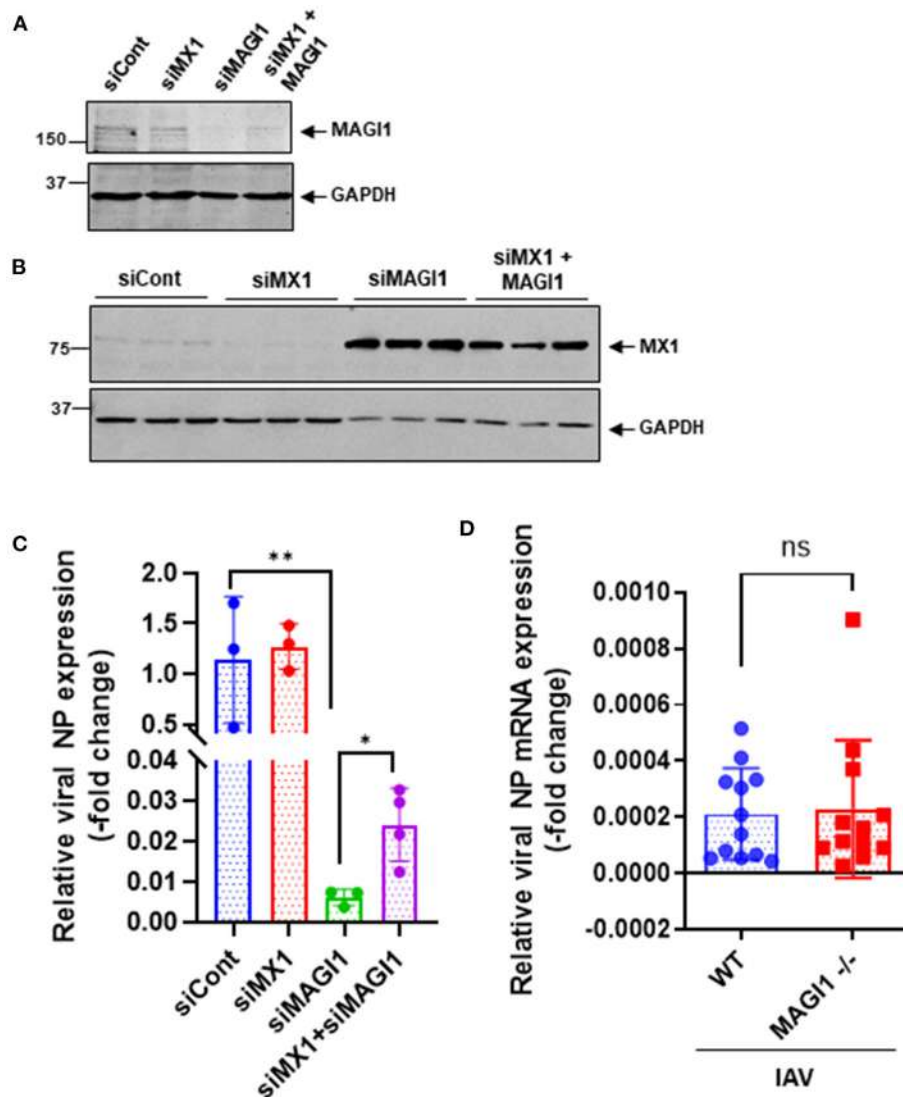 A
siCont
siMX1
siMAGI1
siMX1 +
MAGI1
150
MAGI1
37
GAPDH
B
siCont
siMX1
siMAGI1
siMX1 +
MAGI1
75
MX1
37
GAPDH
C
Relative viral NP expression
(-fold change)
2.0
1.5
1.0
0.5
0.04
0.03
0.02
0.01
0.00
**
*
siCont
siMX1
siMAGI1
siMX1+siMAGI1
D
Relative viral NP mRNA expression
(-fold change)
0.0010
0.0008
0.0006
0.0004
0.0002
0.0000
-0.0002
ns
WT
MAGI1 -/-
IAV